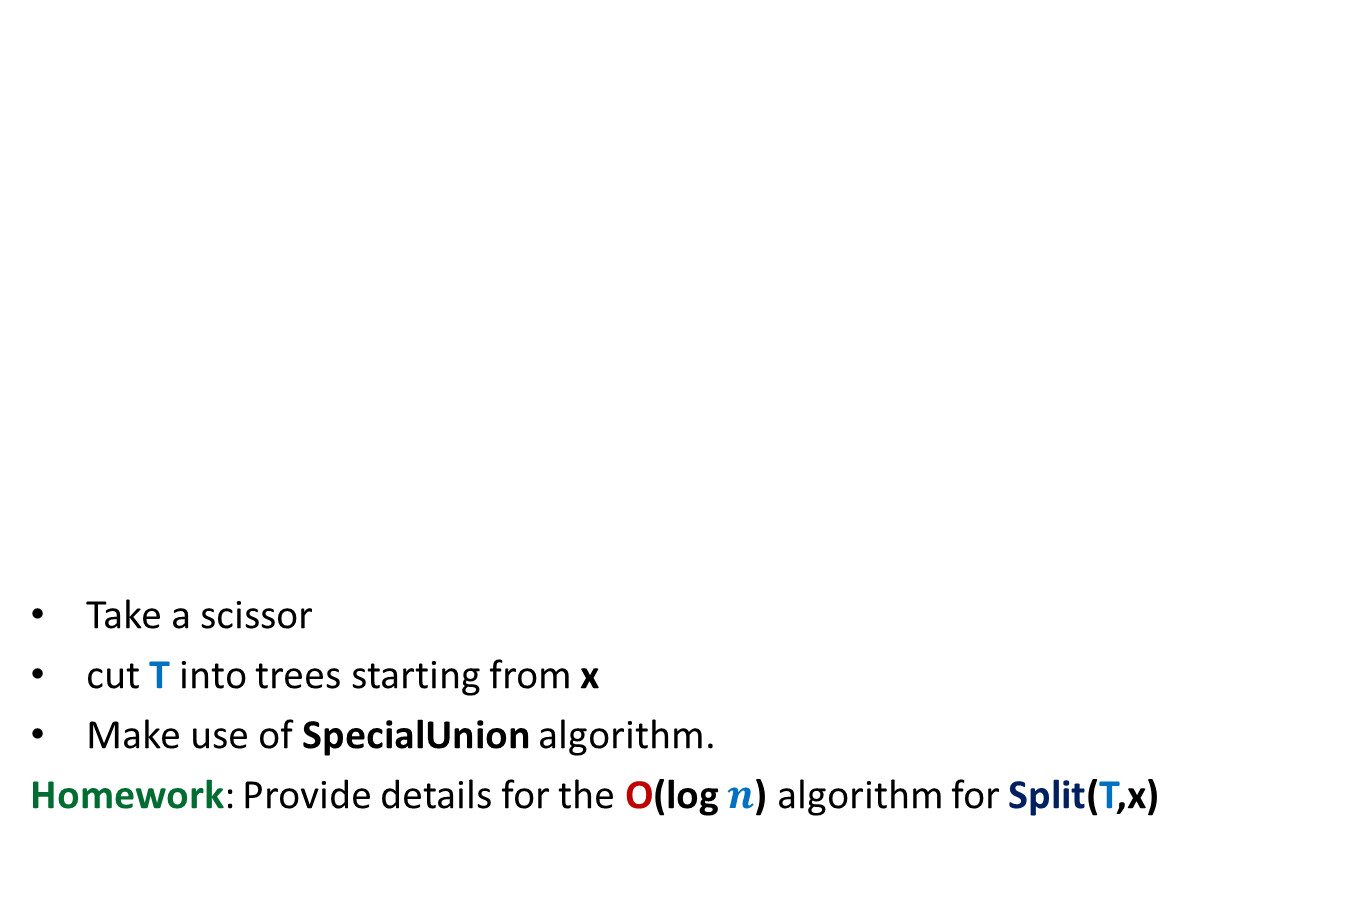 • Take a scissor
• cut T into trees starting from x
• Make use of SpecialUnion algorithm.
Homework: Provide details for the O(log n) algorithm for Split(T,x)